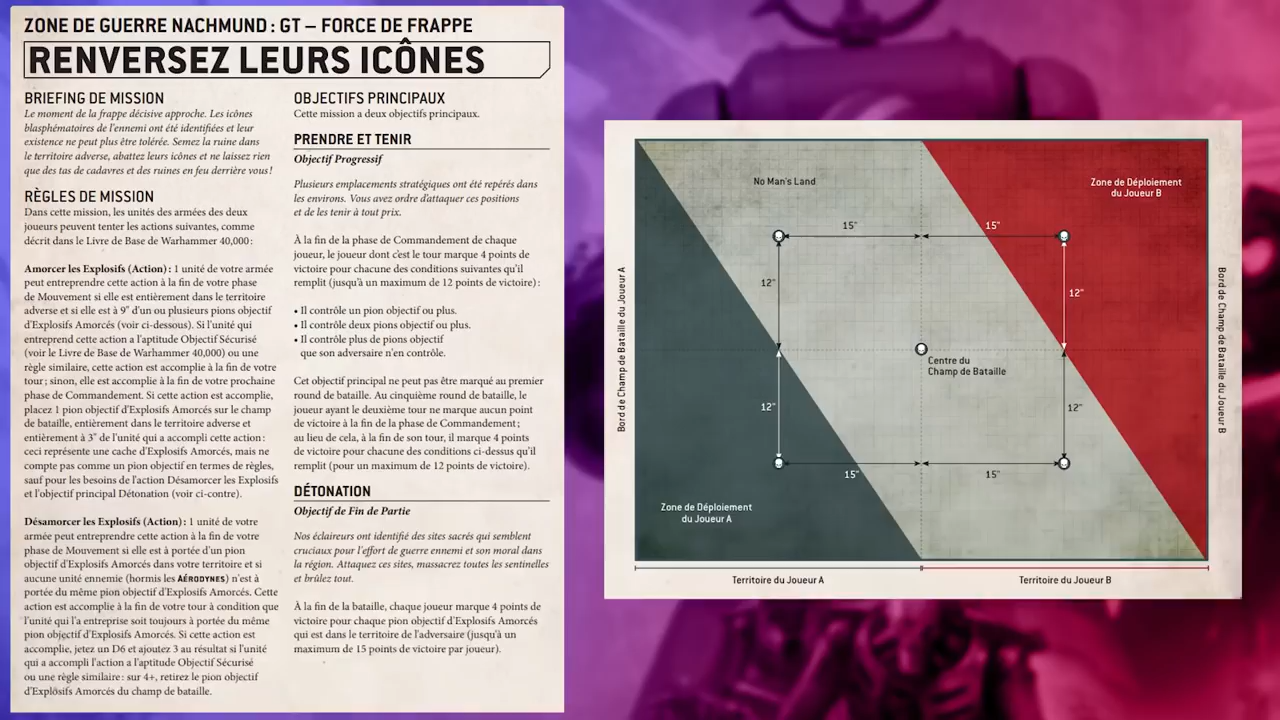 ZONE DE GUERRE NACHMUND : GT – FORCE DE FRAPPE
RENVERSEZ LEURS ICÔNES
BRIEFING DE MISSION
Le moment de la frappe décisive approche. Les icônes
blasphématoires de l'ennemi ont été identifiées et leur
existence ne peut plus être tolérée. Semez la ruine dans
le territoire adverse, abattez leurs icônes et ne laissez rien
que des tas de cadavres et des ruines en feu derrière vous !
RÈGLES DE MISSION
Dans cette mission, les unités des armées des deux
joueurs peuvent tenter les actions suivantes, comme
décrit dans le Livre de Base de Warhammer 40,000 :
Amorcer les Explosifs (Action) : 1 unité de votre armée
peut entreprendre cette action à la fin de votre phase
de Mouvement si elle est entièrement dans le territoire
adverse et si elle est à 9" d'un ou plusieurs pions objectif
d'Explosifs Amorcés (voir ci-dessous). Si l'unité qui
entreprend cette action a l'aptitude Objectif Sécurisé
(voir le Livre de Base de Warhammer 40,000) ou une
règle similaire, cette action est accomplie à la fin de votre
tour ; sinon, elle est accomplie à la fin de votre prochaine
phase de Commandement. Si cette action est accomplie,
placez 1 pion objectif d'Explosifs Amorcés sur le champ
de bataille, entièrement dans le territoire adverse et
entièrement à 3" de l'unité qui a accompli cette action :
ceci représente une cache d'Explosifs Amorcés, mais ne
compte pas comme un pion objectif en termes de règles,
sauf pour les besoins de l'action Désamorcer les Explosifs
et l'objectif principal Détonation (voir ci-contre).
Désamorcer les Explosifs (Action) : 1 unité de votre
armée peut entreprendre cette action à la fin de votre
phase de Mouvement si elle est à portée d'un pion
objectif d'Explosifs Amorcés dans votre territoire et si
aucune unité ennemie (hormis les AÉRODYNES) n'est à
portée du même pion objectif d'Explosifs Amorcés. Cette
action est accomplie à la fin de votre tour à condition que
l'unité qui l'a entreprise soit toujours à portée du même
pion objectif d'Explosifs Amorcés. Si cette action est
accomplie, jetez un D6 et ajoutez 3 au résultat si l'unité
qui a accompli l'action a l'aptitude Objectif Sécurisé
ou une règle similaire : sur 4+, retirez le pion objectif
d'Explosifs Amorcés du champ de bataille.
OBJECTIFS PRINCIPAUX
Cette mission a deux objectifs principaux.
PRENDRE ET TENIR
Objectif Progressif
Plusieurs emplacements stratégiques ont été repérés dans
les environs. Vous avez ordre d'attaquer ces positions
et de les tenir à tout prix.
À la fin de la phase de Commandement de chaque
joueur, le joueur dont c'est le tour marque 4 points de
victoire pour chacune des conditions suivantes qu'il
remplit (jusqu'à un maximum de 12 points de victoire) :
• Il contrôle un pion objectif ou plus.
• Il contrôle deux pions objectif ou plus.
• Il contrôle plus de pions objectif
que son adversaire n'en contrôle.
Cet objectif principal ne peut pas être marqué au premier
round de bataille. Au cinquième round de bataille, le
joueur ayant le deuxième tour ne marque aucun point
de victoire à la fin de la phase de Commandement ;
au lieu de cela, à la fin de son tour, il marque 4 points
de victoire pour chacune des conditions ci-dessus qu'il
remplit (pour un maximum de 12 points de victoire).
DÉTONATION
Objectif de Fin de Partie
Nos éclaireurs ont identifié des sites sacrés qui semblent
cruciaux pour l'effort de guerre ennemi et son moral dans
la région. Attaquez ces sites, massacrez toutes les sentinelles
et brûlez tout.
À la fin de la bataille, chaque joueur marque 4 points de
victoire pour chaque pion objectif d'Explosifs Amorcés
qui est dans le territoire de l'adversaire (jusqu'à un
maximum de 15 points de victoire par joueur).
No Man's Land
Zone de Déploiement
du Joueur B
15"
15"
12"
12"
Bord de Champ de Bataille du Joueur A
Bord de Champ de Bataille du Joueur B
Centre du
Champ de Bataille
12"
12"
15"
15"
Zone de Déploiement
du Joueur A
Territoire du Joueur A
Territoire du Joueur B